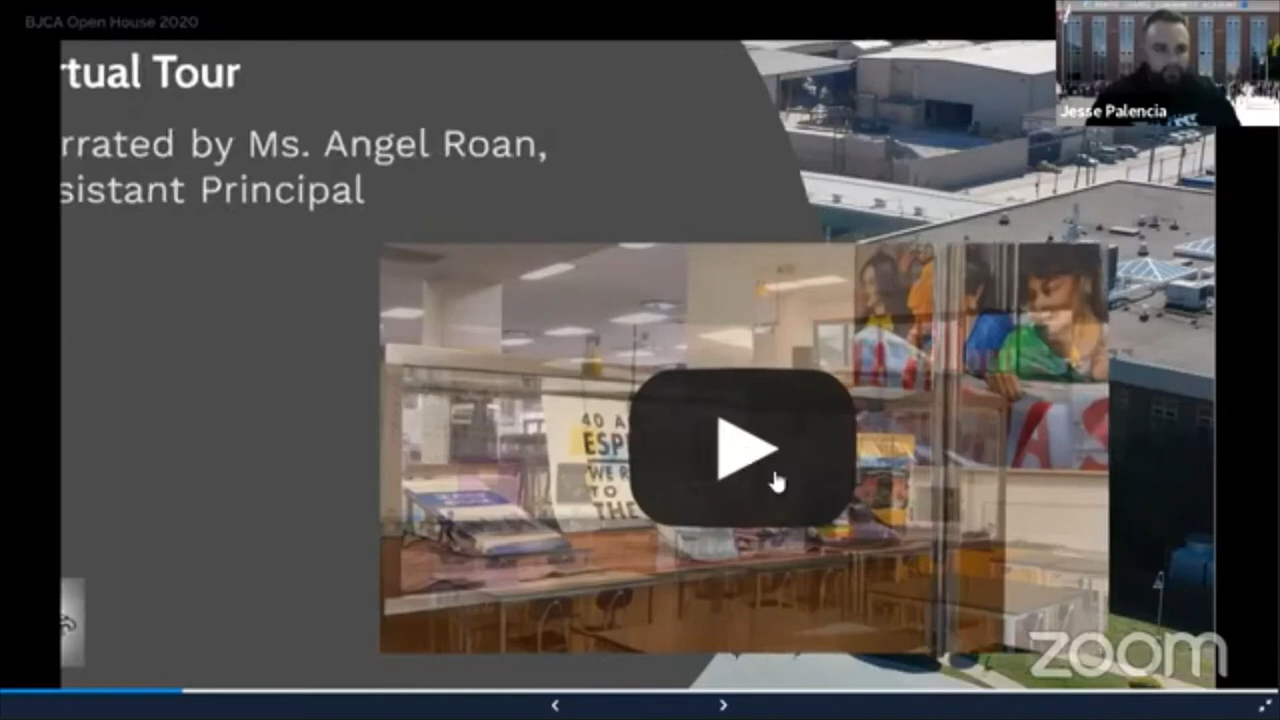 BJCA Open House 2020
rtual Tour
rrated by Ms. Angel Roan,
sistant Principal
Jesse Palencia
40 A
ESP
WE R
TO
THE
zoom